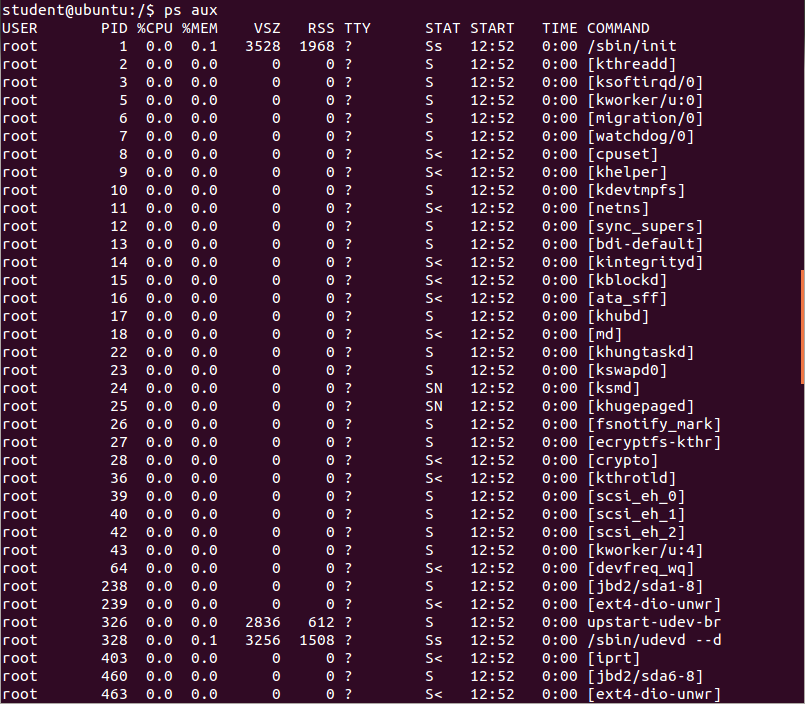 student@ubuntu:/$ ps aux
USER       PID %CPU %MEM    VSZ   RSS TTY      STAT START   TIME COMMAND
root         1  0.0  0.1   3528  1968 ?        Ss   12:52   0:00 /sbin/init
root         2  0.0  0.0      0     0 ?        S    12:52   0:00 [kthreadd]
root         3  0.0  0.0      0     0 ?        S    12:52   0:00 [ksoftirqd/0]
root         5  0.0  0.0      0     0 ?        S    12:52   0:00 [kworker/u:0]
root         6  0.0  0.0      0     0 ?        S    12:52   0:00 [migration/0]
root         7  0.0  0.0      0     0 ?        S    12:52   0:00 [watchdog/0]
root         8  0.0  0.0      0     0 ?        S<   12:52   0:00 [cpuset]
root         9  0.0  0.0      0     0 ?        S<   12:52   0:00 [khelper]
root        10  0.0  0.0      0     0 ?        S    12:52   0:00 [kdevtmpfs]
root        11  0.0  0.0      0     0 ?        S<   12:52   0:00 [netns]
root        12  0.0  0.0      0     0 ?        S    12:52   0:00 [sync_supers]
root        13  0.0  0.0      0     0 ?        S    12:52   0:00 [bdi-default]
root        14  0.0  0.0      0     0 ?        S<   12:52   0:00 [kintegrityd]
root        15  0.0  0.0      0     0 ?        S<   12:52   0:00 [kblockd]
root        16  0.0  0.0      0     0 ?        S<   12:52   0:00 [ata_sff]
root        17  0.0  0.0      0     0 ?        S    12:52   0:00 [khubd]
root        18  0.0  0.0      0     0 ?        S<   12:52   0:00 [md]
root        22  0.0  0.0      0     0 ?        S    12:52   0:00 [khungtaskd]
root        23  0.0  0.0      0     0 ?        S    12:52   0:00 [kswapd0]
root        24  0.0  0.0      0     0 ?        SN   12:52   0:00 [ksmd]
root        25  0.0  0.0      0     0 ?        SN   12:52   0:00 [khugepaged]
root        26  0.0  0.0      0     0 ?        S    12:52   0:00 [fsnotify_mark]
root        27  0.0  0.0      0     0 ?        S    12:52   0:00 [ecryptfs-kthr]
root        28  0.0  0.0      0     0 ?        S<   12:52   0:00 [crypto]
root        36  0.0  0.0      0     0 ?        S<   12:52   0:00 [kthrotld]
root        39  0.0  0.0      0     0 ?        S    12:52   0:00 [scsi_eh_0]
root        40  0.0  0.0      0     0 ?        S    12:52   0:00 [scsi_eh_1]
root        42  0.0  0.0      0     0 ?        S    12:52   0:00 [scsi_eh_2]
root        43  0.0  0.0      0     0 ?        S    12:52   0:00 [kworker/u:4]
root        64  0.0  0.0      0     0 ?        S<   12:52   0:00 [devfreq_wq]
root       238  0.0  0.0      0     0 ?        S    12:52   0:00 [jbd2/sda1-8]
root       239  0.0  0.0      0     0 ?        S<   12:52   0:00 [ext4-dio-unwr]
root       326  0.0  0.0   2836   612 ?        S    12:52   0:00 upstart-udev-br
root       328  0.0  0.1   3256  1508 ?        Ss   12:52   0:00 /sbin/udevd --d
root       403  0.0  0.0      0     0 ?        S<   12:52   0:00 [iprt]
root       460  0.0  0.0      0     0 ?        S    12:52   0:00 [jbd2/sda6-8]
root       463  0.0  0.0      0     0 ?        S<   12:52   0:00 [ext4-dio-unwr]